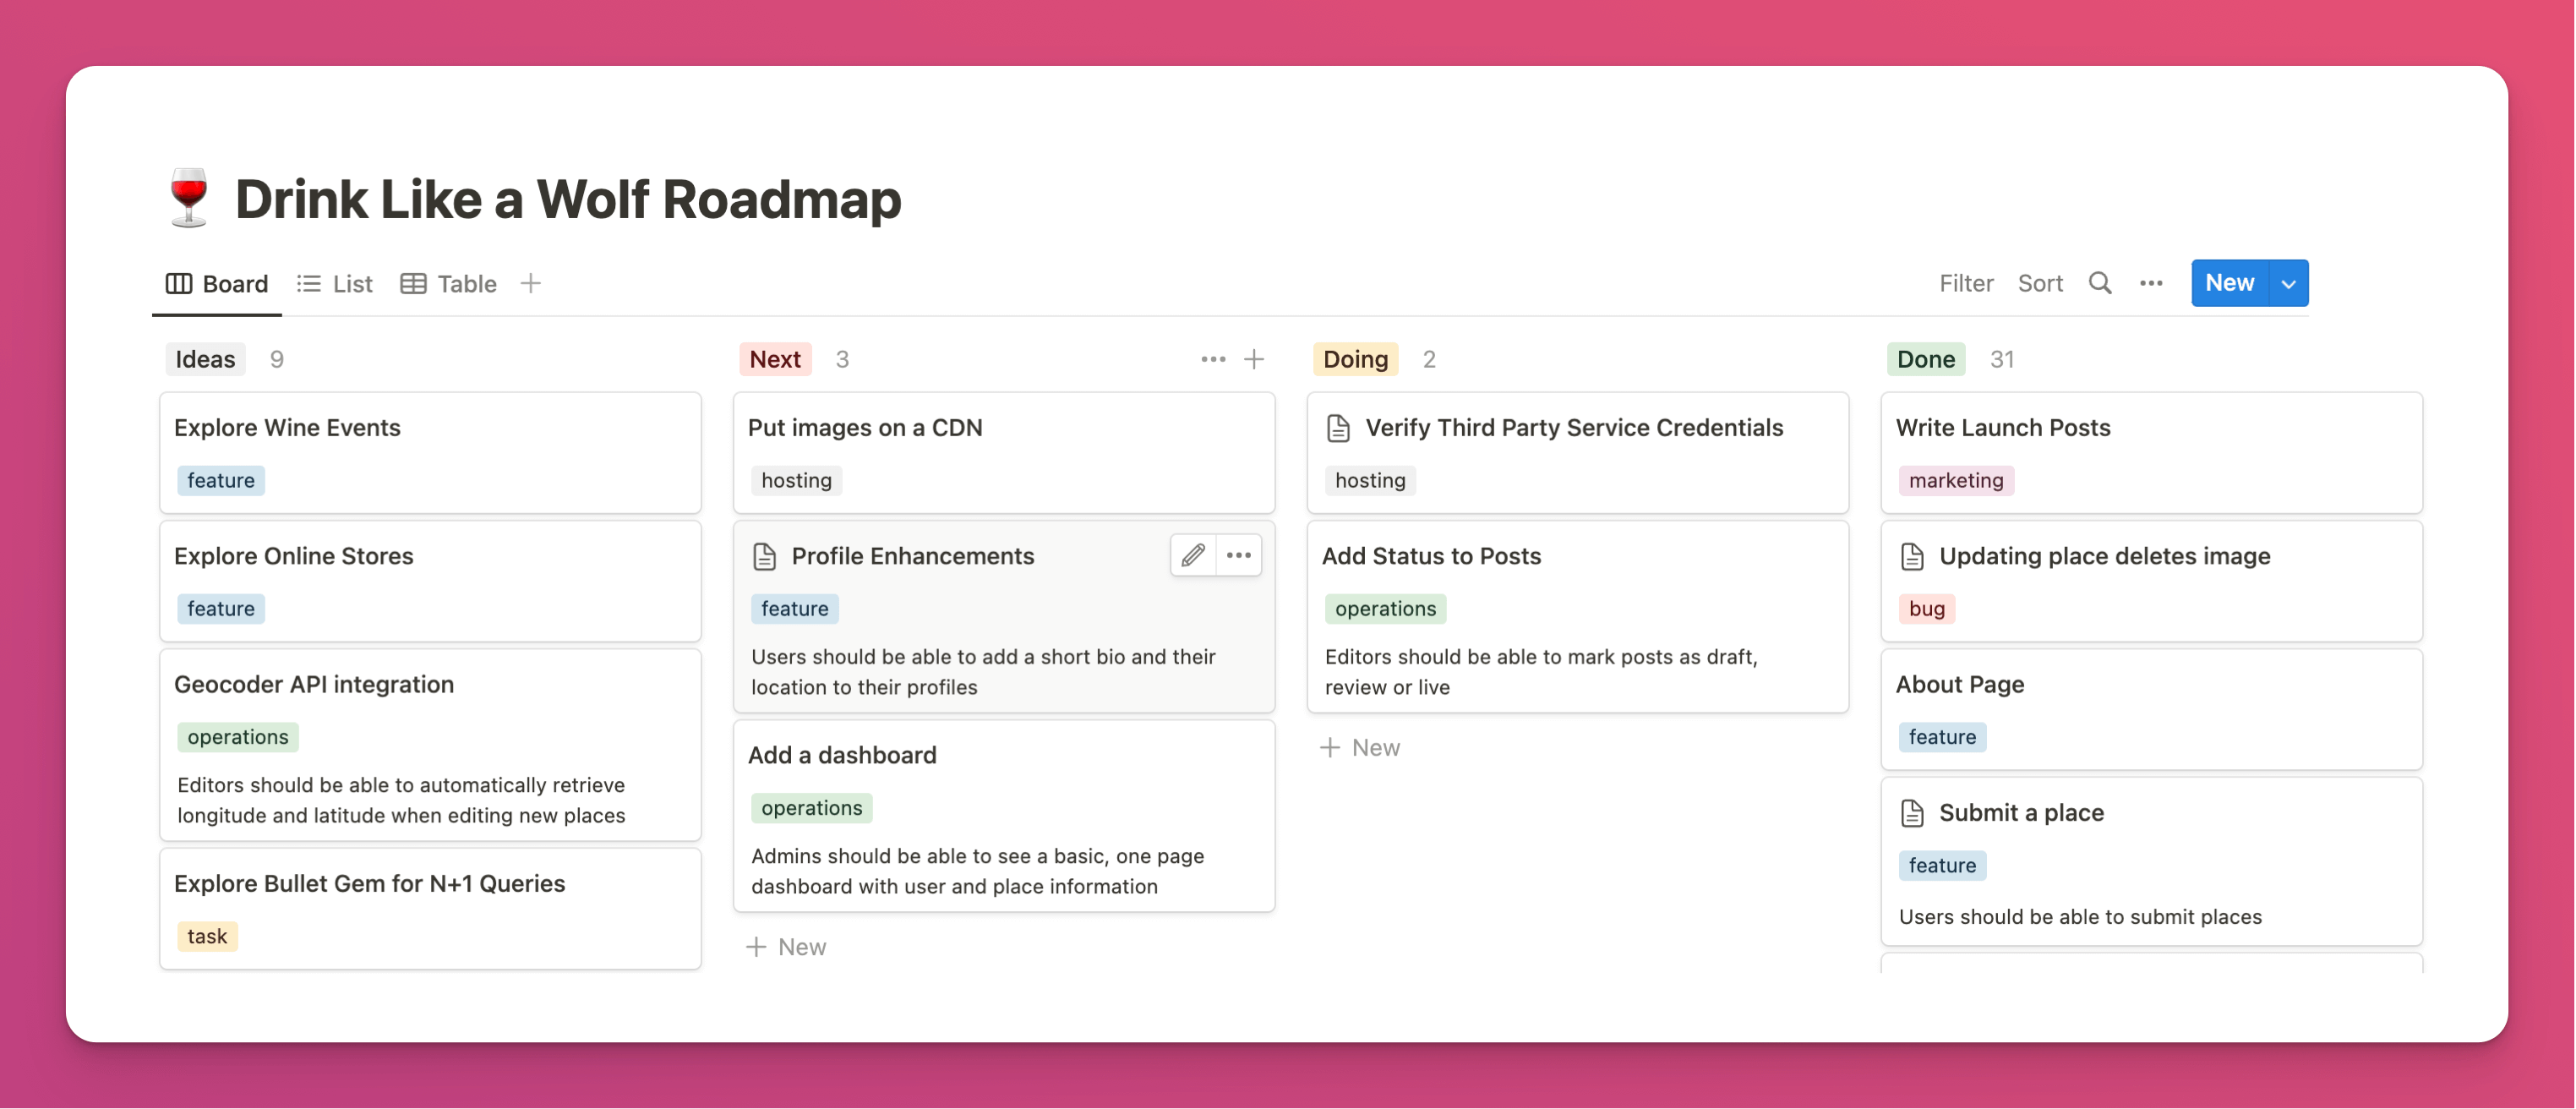 Drink Like a Wolf Roadmap
Board List Table
Filter Sort New
Ideas 9
Explore Wine Events
feature
Explore Online Stores
feature
Geocoder API integration
operations
Editors should be able to automatically retrieve
longitude and latitude when editing new places
Explore Bullet Gem for N+1 Queries
task
Next 3
Put images on a CDN
hosting
Profile Enhancements
feature
Users should be able to add a short bio and their
location to their profiles
Add a dashboard
operations
Admins should be able to see a basic, one page
dashboard with user and place information
+ New
Doing 2
Verify Third Party Service Credentials
hosting
Add Status to Posts
operations
Editors should be able to mark posts as draft,
review or live
+ New
Done 31
Write Launch Posts
marketing
Updating place deletes image
bug
About Page
feature
Submit a place
feature
Users should be able to submit places